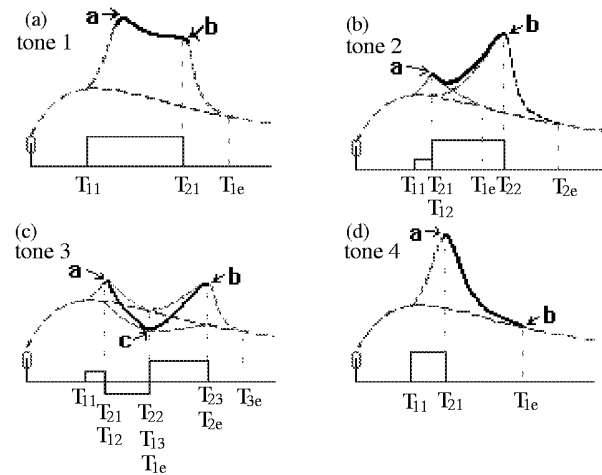 (a)
tone 1
a
b
T11
T21
T1e
(b)
tone 2
a
b
T11
T21
T1e
T22
T2e
T12
(c)
tone 3
a
b
c
T11
T21
T22
T23
T3e
T12
T13
T2e
T1e
(d)
tone 4
a
b
T11
T21
T1e